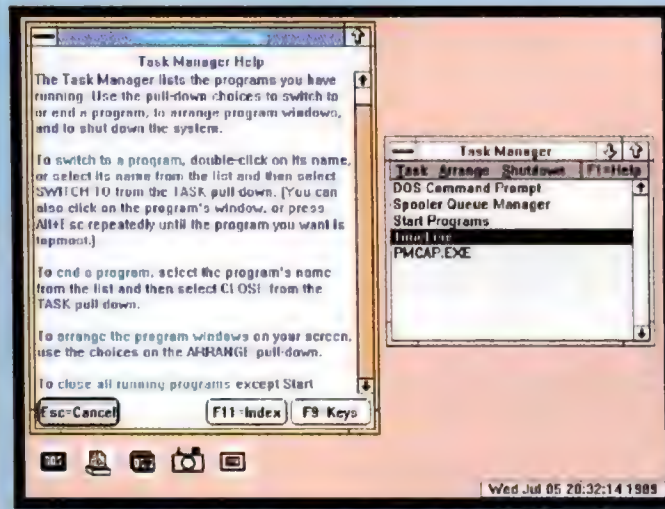 Task Manager Help
The Task Manager lists the programs you have
running. Use the pull-down choices to switch to
or end a program, to arrange program windows,
and to shut down the system.
To switch to a program, double-click on its name,
or select its name from the list and then select
SWITCH TO from the TASK pull down. (You can
also click on the program's window, or press
Alt+Esc repeatedly until the program you want is
topmost.)
To end a program, select the program's name
from the list and then select CLOSE from the
TASK pull down.
To arrange the program windows on your screen,
use the choices on the ARRANGE pull-down.
To close all running programs except Start
Esc=Cancel
F11=Index
F9=Keys
Task Manager
Task Arrange Shutdown F1=Help
DOS Command Prompt
Spooler Queue Manager
Start Programs
PMCAP.EXE
DOS
Wed Jul 05 20:32:14 1989